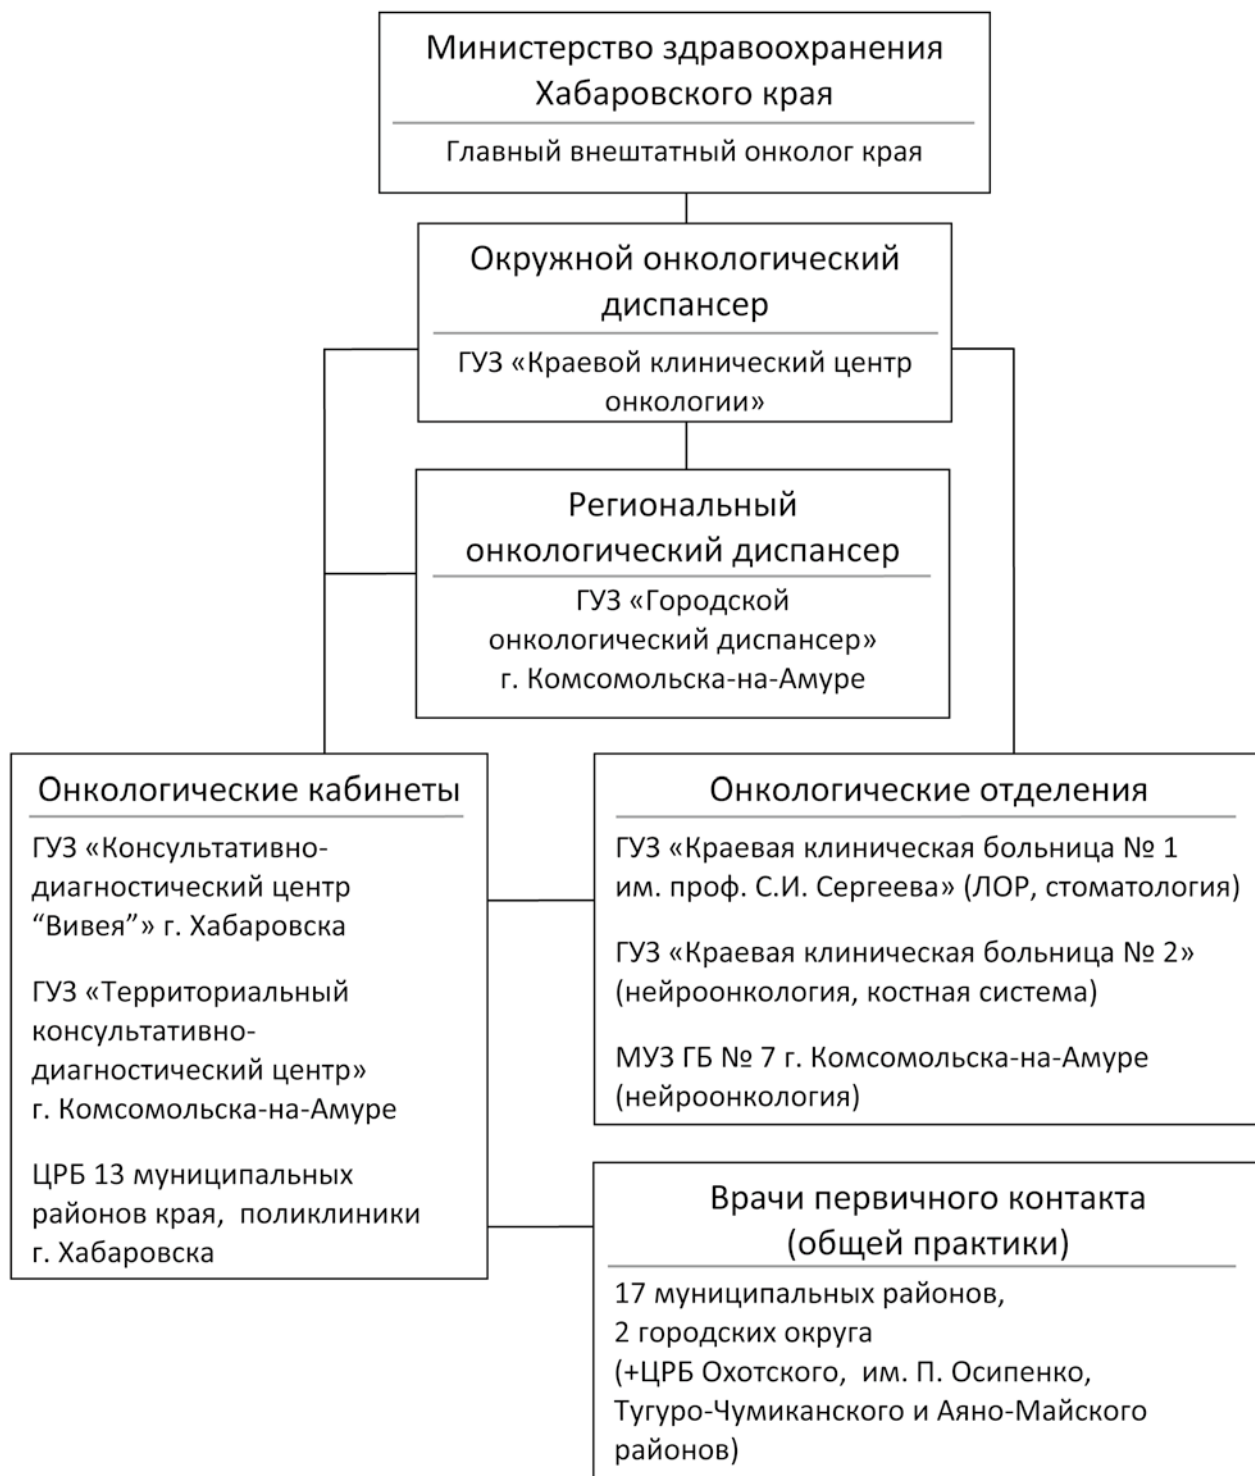 Министерство здравоохранения
Хабаровского края
Главный внештатный онколог края
Окружной онкологический
диспансер
ГУЗ «Краевой клинический центр
онкологии»
Региональный
онкологический диспансер
ГУЗ «Городской
онкологический диспансер»
г. Комсомольска-на-Амуре
Онкологические кабинеты
ГУЗ «Консультативно-
диагностический центр
“Вивея”» г. Хабаровска
ГУЗ «Территориальный
консультативно-
диагностический центр»
г. Комсомольска-на-Амуре
ЦРБ 13 муниципальных
районов края, поликлиники
г. Хабаровска
Онкологические отделения
ГУЗ «Краевая клиническая больница № 1
им. проф. С.И. Сергеева» (ЛОР, стоматология)
ГУЗ «Краевая клиническая больница № 2»
(нейроонкология, костная система)
МУЗ ГБ № 7 г. Комсомольска-на-Амуре
(нейроонкология)
Врачи первичного контакта
(общей практики)
17 муниципальных районов,
2 городских округа
(+ЦРБ Охотского, им. П. Осипенко,
Тугуро-Чумиканского и Аяно-Майского
районов)